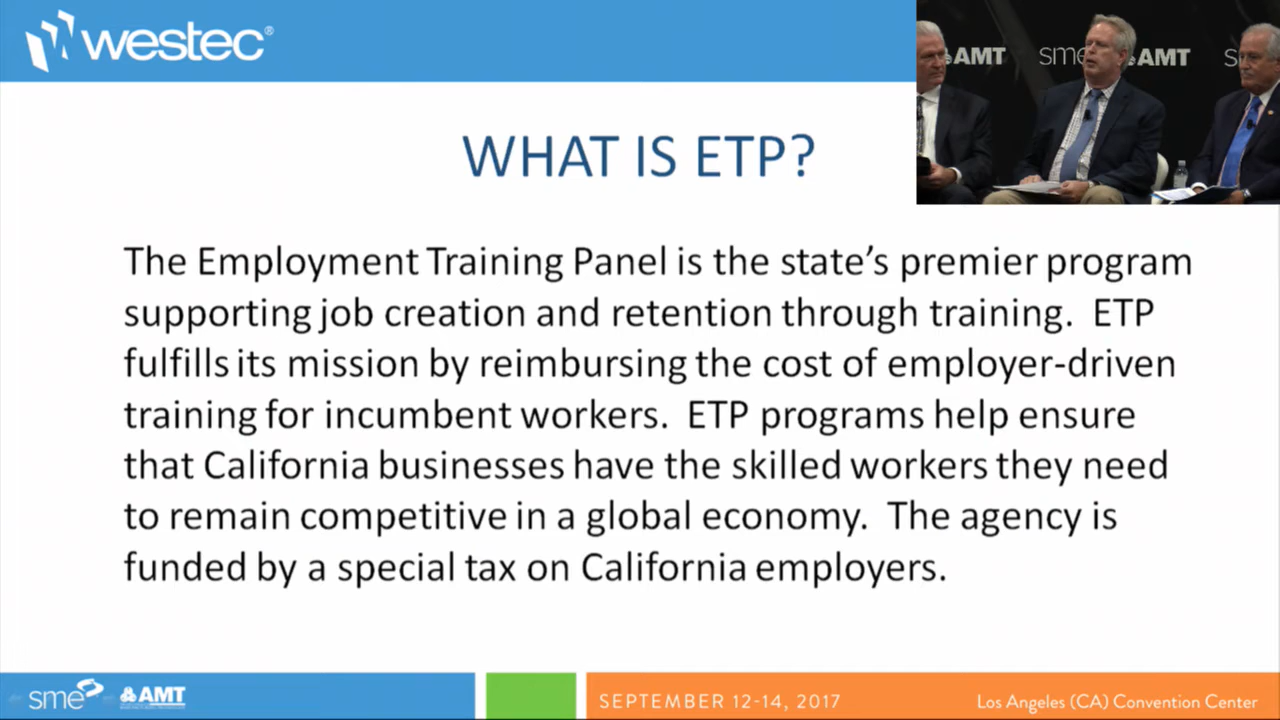 westec®
AMT
sme AMT
s
WHAT IS ETP?
The Employment Training Panel is the state’s premier program
supporting job creation and retention through training.  ETP
fulfills its mission by reimbursing the cost of employer-driven
training for incumbent workers.  ETP programs help ensure
that California businesses have the skilled workers they need
to remain competitive in a global economy.  The agency is
funded by a special tax on California employers.
sme AMT
SEPTEMBER 12-14, 2017
Los Angeles (CA) Convention Center